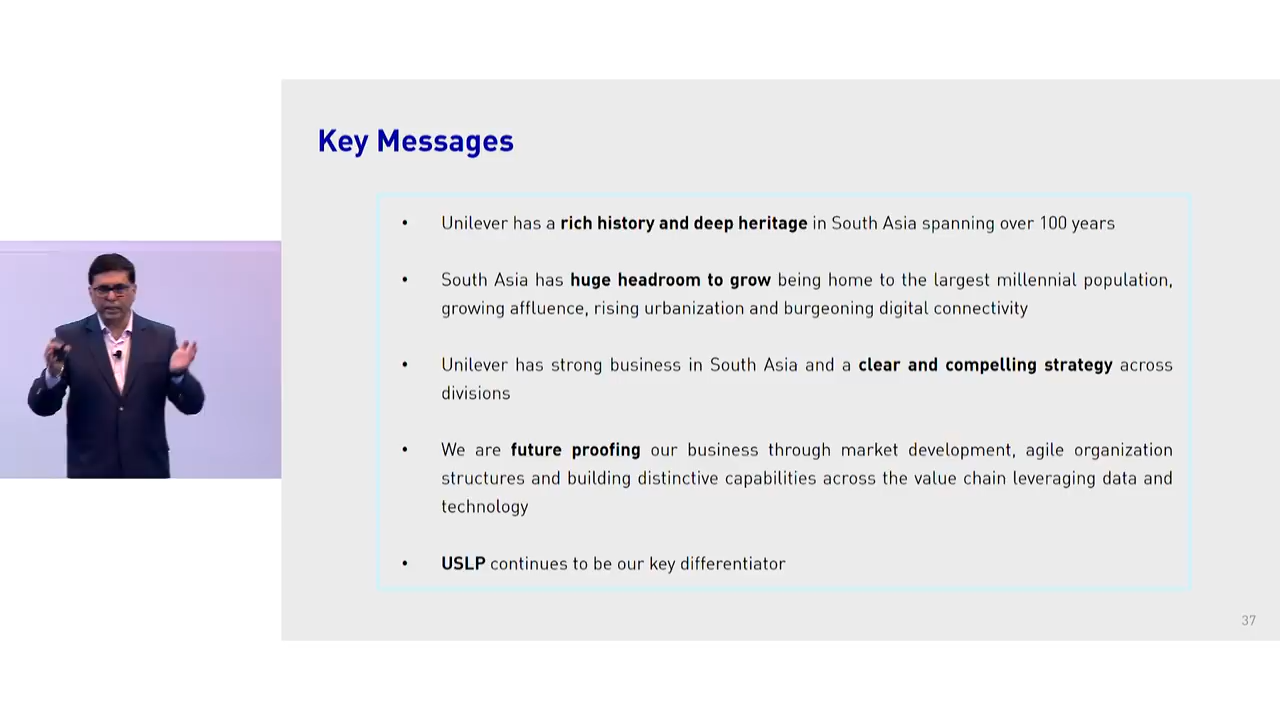 Key Messages
• Unilever has a rich history and deep heritage in South Asia spanning over 100 years
• South Asia has huge headroom to grow being home to the largest millennial population,
growing affluence, rising urbanization and burgeoning digital connectivity
• Unilever has strong business in South Asia and a clear and compelling strategy across
divisions
• We are future proofing our business through market development, agile organization
structures and building distinctive capabilities across the value chain leveraging data and
technology
• USLP continues to be our key differentiator
37